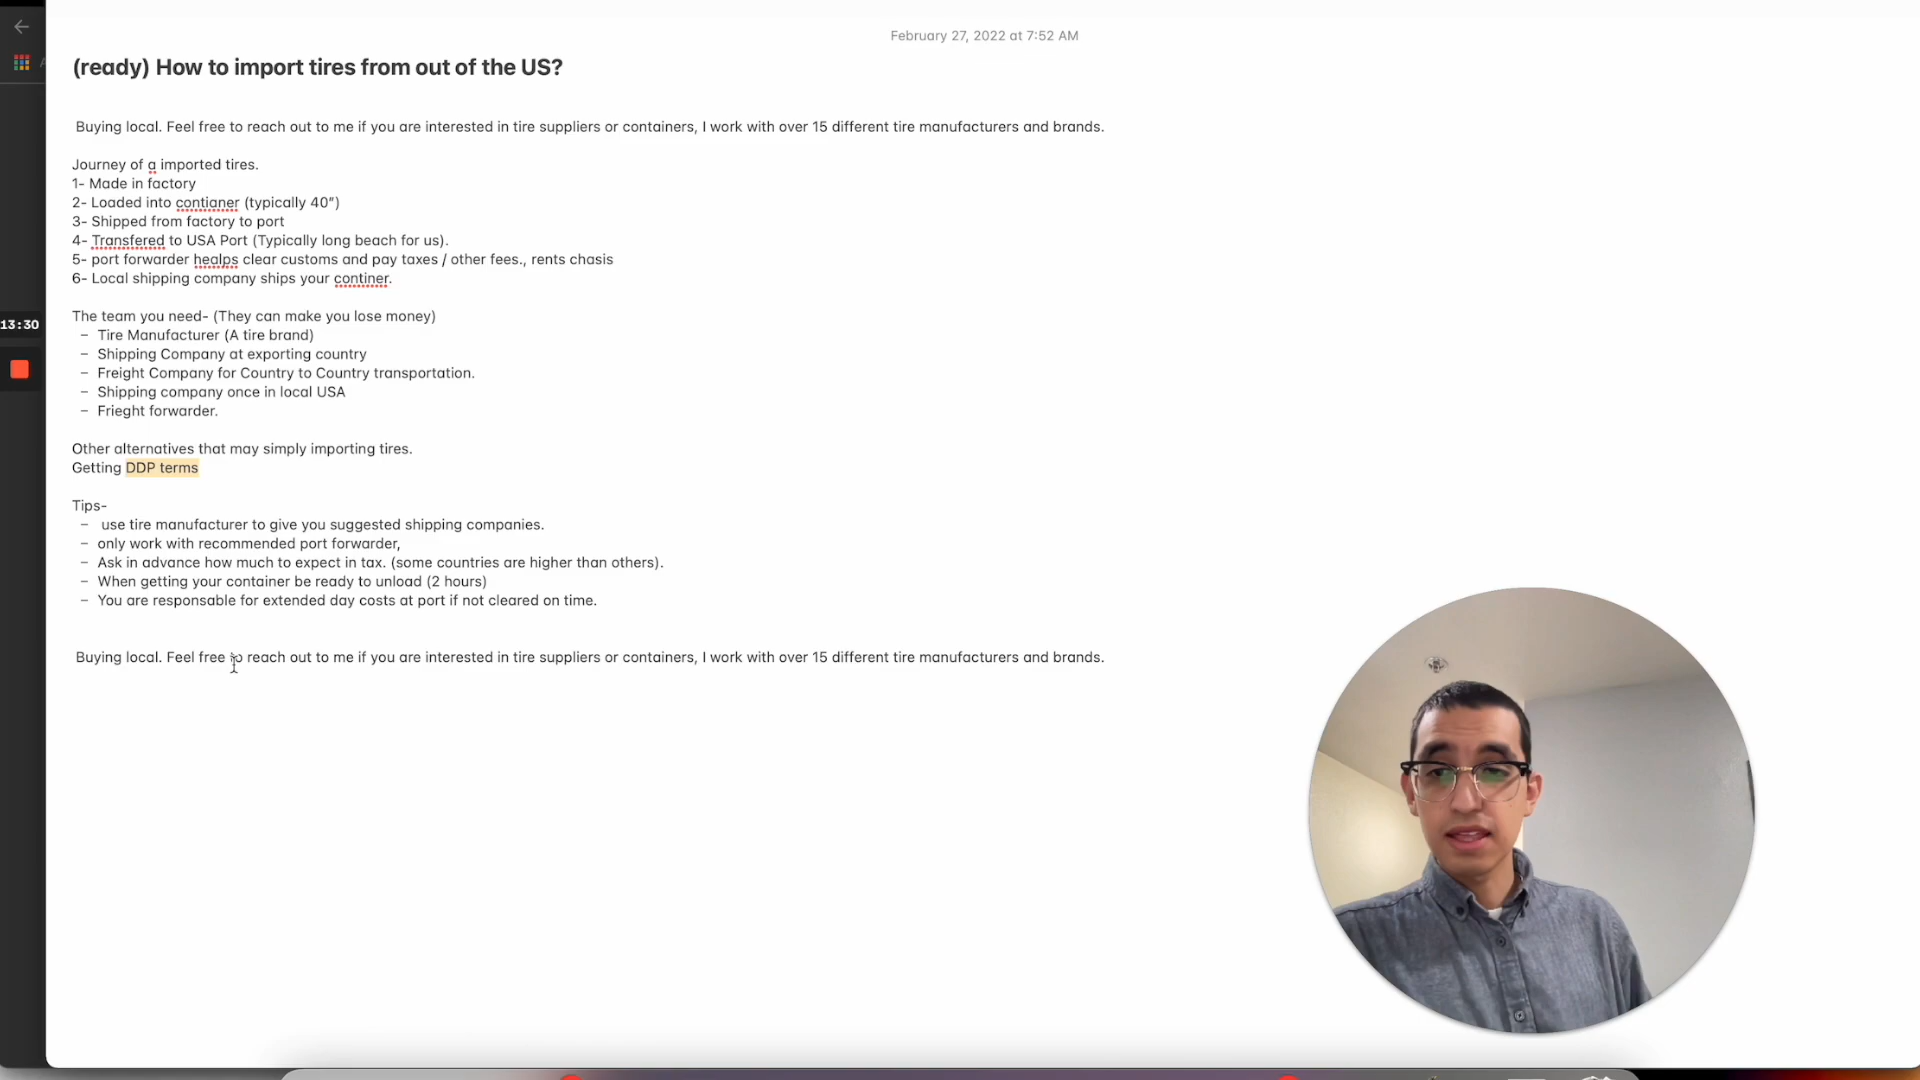 February 27, 2022 at 7:52 AM
(ready) How to import tires from out of the US?
Buying local. Feel free to reach out to me if you are interested in tire suppliers or containers, I work with over 15 different tire manufacturers and brands.
Journey of a imported tires.
1- Made in factory
2- Loaded into contianer (typically 40")
3- Shipped from factory to port
4- Transfered to USA Port (Typically long beach for us).
5- port forwarder healps clear customs and pay taxes / other fees., rents chasis
6- Local shipping company ships your continer.
13:30
The team you need- (They can make you lose money)
– Tire Manufacturer (A tire brand)
– Shipping Company at exporting country
– Freight Company for Country to Country transportation.
– Shipping company once in local USA
– Frieght forwarder.
Other alternatives that may simply importing tires.
Getting DDP terms
Tips-
– use tire manufacturer to give you suggested shipping companies.
– only work with recommended port forwarder,
– Ask in advance how much to expect in tax. (some countries are higher than others).
– When getting your container be ready to unload (2 hours)
– You are responsable for extended day costs at port if not cleared on time.
Buying local. Feel free to reach out to me if you are interested in tire suppliers or containers, I work with over 15 different tire manufacturers and brands.